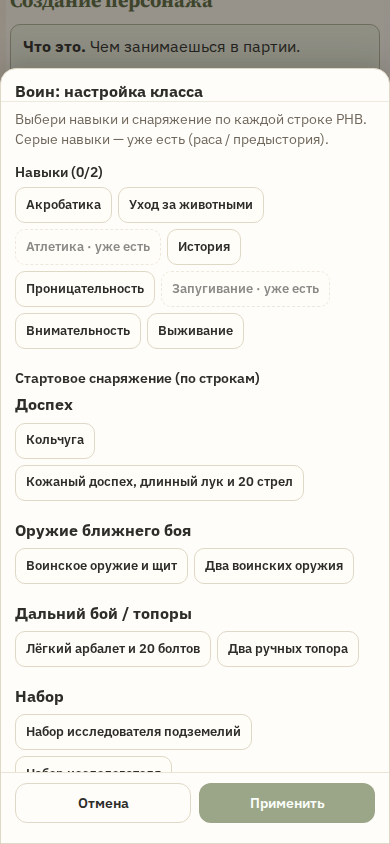 Создание персонажа
Что это. Чем занимаешься в партии.
Воин: настройка класса
Выбери навыки и снаряжение по каждой строке PHB.
Серые навыки — уже есть (раса / предыстория).
Навыки (0/2)
Акробатика
Уход за животными
Атлетика · уже есть
История
Проницательность
Запугивание · уже есть
Внимательность
Выживание
Стартовое снаряжение (по строкам)
Доспех
Кольчуга
Кожаный доспех, длинный лук и 20 стрел
Оружие ближнего боя
Воинское оружие и щит
Два воинских оружия
Дальний бой / топоры
Лёгкий арбалет и 20 болтов
Два ручных топора
Набор
Набор исследователя подземелий
Набор исследователя
Отмена
Применить